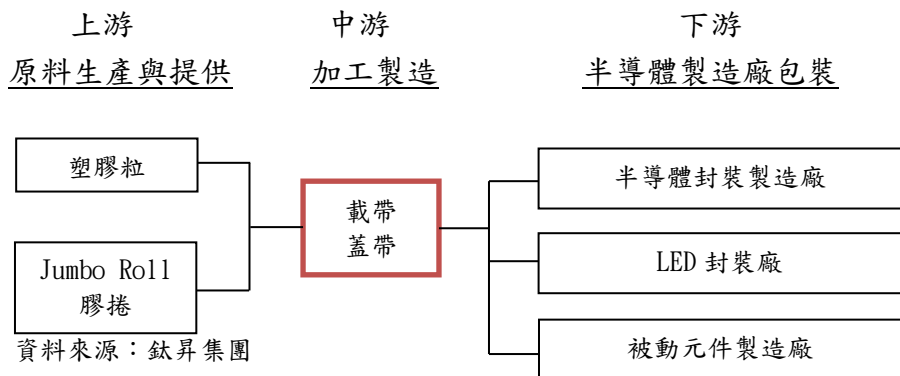 上游
中游
下游
原料生產與提供
加工製造
半導體製造廠包裝
塑膠粒
Jumbo Roll
膠捲
載帶
蓋帶
半導體封裝製造廠
LED 封裝廠
被動元件製造廠
資料來源：鈦昇集團